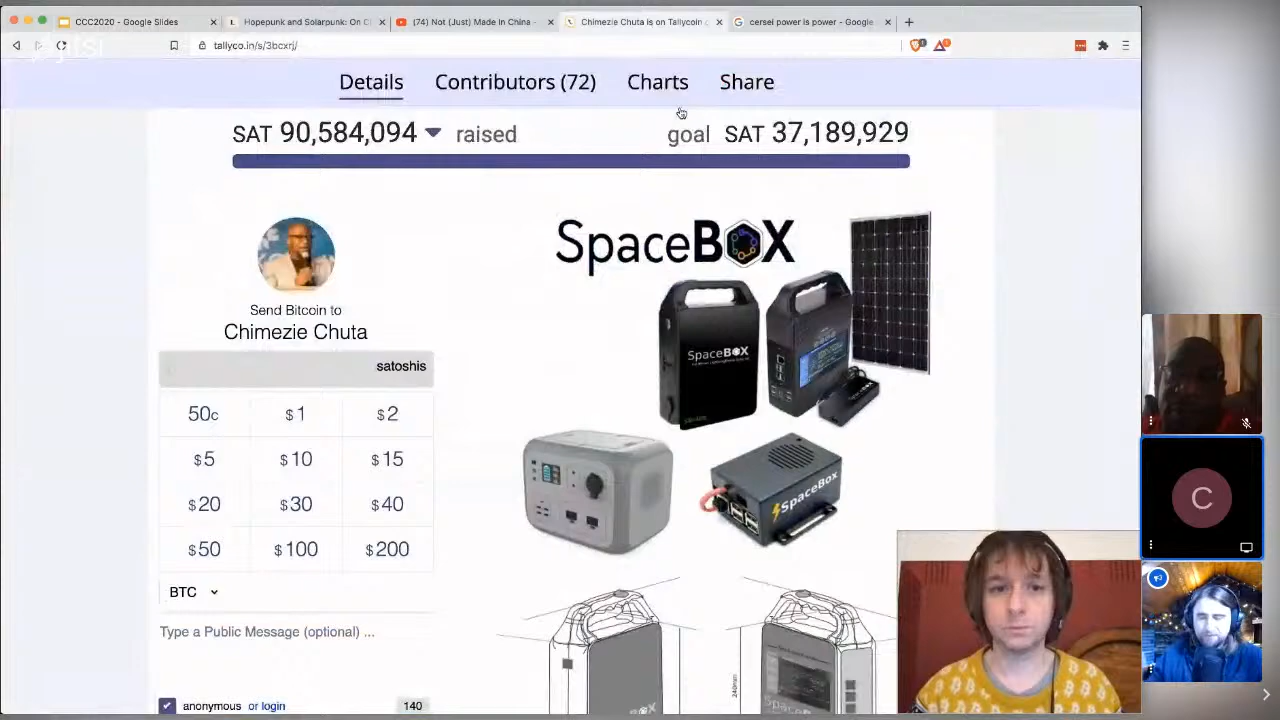 CCC2020 - Google Slides
Hopepunk and Solarpunk: On C
(74) Not (Just) Made In China -
Chimezie Chuta is on Tallycoin
cersei power is power - Google
tallyco.in/s/3bcxrj/
Details Contributors (72) Charts Share
SAT 90,584,094 raised
goal SAT 37,189,929
SpaceBOX
SpaceBOX
Send Bitcoin to
Chimezie Chuta
satoshis
50c $1 $2
$5 $10 $15
$20 $30 $40
$50 $100 $200
SpaceBox
BTC
Type a Public Message (optional) ...
240mm
anonymous or login
140
C